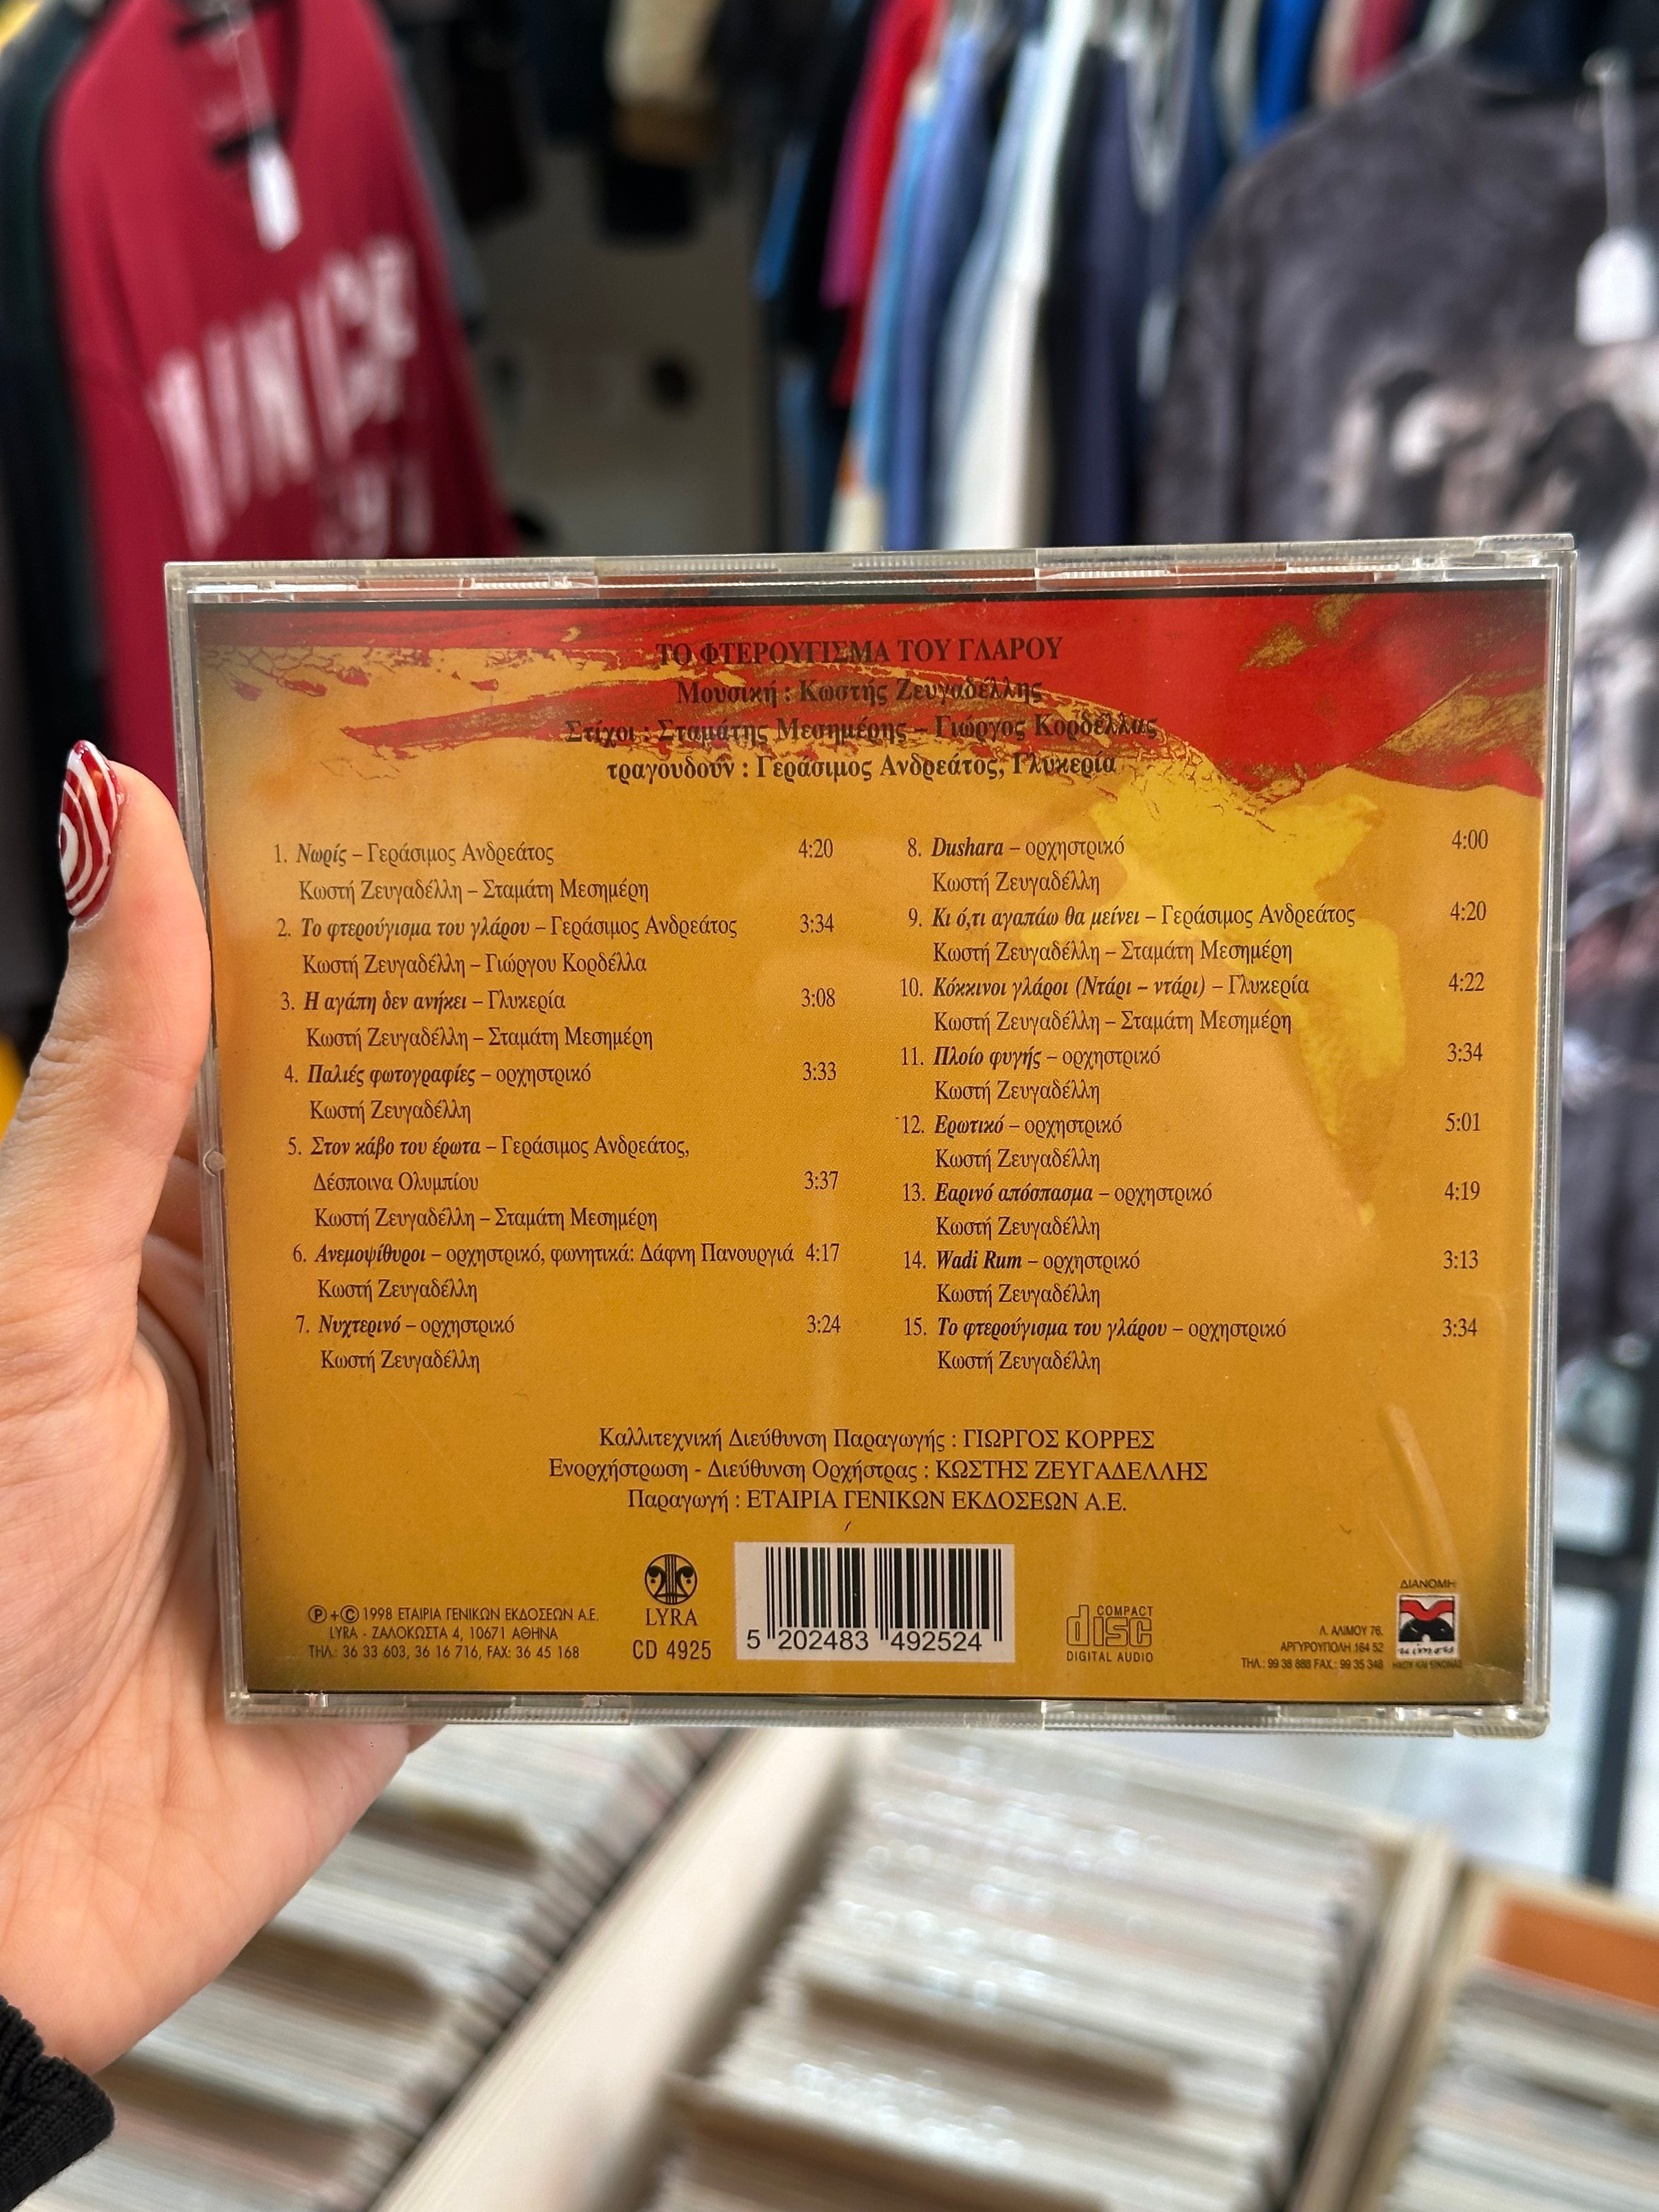 ΤΟ ΦΤΕΡΟΥΓΙΣΜΑ ΤΟΥ ΓΛΑΡΟΥ
Μουσική : Κωστής Ζευγαδέλλης
Στίχοι : Σταμάτης Μεσημέρης – Γιώργος Κορδέλλας
τραγουδούν : Γεράσιμος Ανδρεάτος, Γλυκερία
1. Νωρίς – Γεράσιμος Ανδρεάτος 4:20
Κωστή Ζευγαδέλλη – Σταμάτη Μεσημέρη
2. Το φτερούγισμα του γλάρου – Γεράσιμος Ανδρεάτος 3:34
Κωστή Ζευγαδέλλη – Γιώργου Κορδέλλα
3. Η αγάπη δεν ανήκει – Γλυκερία 3:08
Κωστή Ζευγαδέλλη – Σταμάτη Μεσημέρη
4. Παλιές φωτογραφίες – ορχηστρικό 3:33
Κωστή Ζευγαδέλλη
5. Στον κάβο του έρωτα – Γεράσιμος Ανδρεάτος,
Δέσποινα Ολυμπίου 3:37
Κωστή Ζευγαδέλλη – Σταμάτη Μεσημέρη
6. Ανεμοψίθυροι – ορχηστρικό, φωνητικά: Δάφνη Πανουργιά 4:17
Κωστή Ζευγαδέλλη
7. Νυχτερινό – ορχηστρικό 3:24
Κωστή Ζευγαδέλλη
8. Dushara – ορχηστρικό 4:00
Κωστή Ζευγαδέλλη
9. Κι ό,τι αγαπάω θα μείνει – Γεράσιμος Ανδρεάτος 4:20
Κωστή Ζευγαδέλλη – Σταμάτη Μεσημέρη
10. Κόκκινοι γλάροι (Ντάρι – ντάρι) – Γλυκερία 4:22
Κωστή Ζευγαδέλλη – Σταμάτη Μεσημέρη
11. Πλοίο φυγής – ορχηστρικό 3:34
Κωστή Ζευγαδέλλη
12. Ερωτικό – ορχηστρικό 5:01
Κωστή Ζευγαδέλλη
13. Εαρινό απόσπασμα – ορχηστρικό 4:19
Κωστή Ζευγαδέλλη
14. Wadi Rum – ορχηστρικό 3:13
Κωστή Ζευγαδέλλη
15. Το φτερούγισμα του γλάρου – ορχηστρικό 3:34
Κωστή Ζευγαδέλλη
Καλλιτεχνική Διεύθυνση Παραγωγής : ΓΙΩΡΓΟΣ ΚΟΡΡΕΣ
Ενορχήστρωση - Διεύθυνση Ορχήστρας : ΚΩΣΤΗΣ ΖΕΥΓΑΔΕΛΛΗΣ
Παραγωγή : ΕΤΑΙΡΙΑ ΓΕΝΙΚΩΝ ΕΚΔΟΣΕΩΝ Α.Ε.
Ⓟ+Ⓒ 1998 ΕΤΑΙΡΙΑ ΓΕΝΙΚΩΝ ΕΚΔΟΣΕΩΝ Α.Ε.
LYRA - ΖΑΛΟΚΩΣΤΑ 4, 10671 ΑΘΗΝΑ
ΤΗΛ.: 36 33 603, 36 16 716, FAX: 36 45 168
LYRA
CD 4925
5 202483 492524
COMPACT
disc
DIGITAL AUDIO
Λ. ΑΛΙΜΟΥ 76,
ΑΡΓΥΡΟΥΠΟΛΗ 164 52
ΤΗΛ.: 99 38 888 FAX.: 99 35 348
ΔΙΑΝΟΜΗ
ΗΧΟΥ ΚΑΙ ΕΙΚΟΝΑΣ